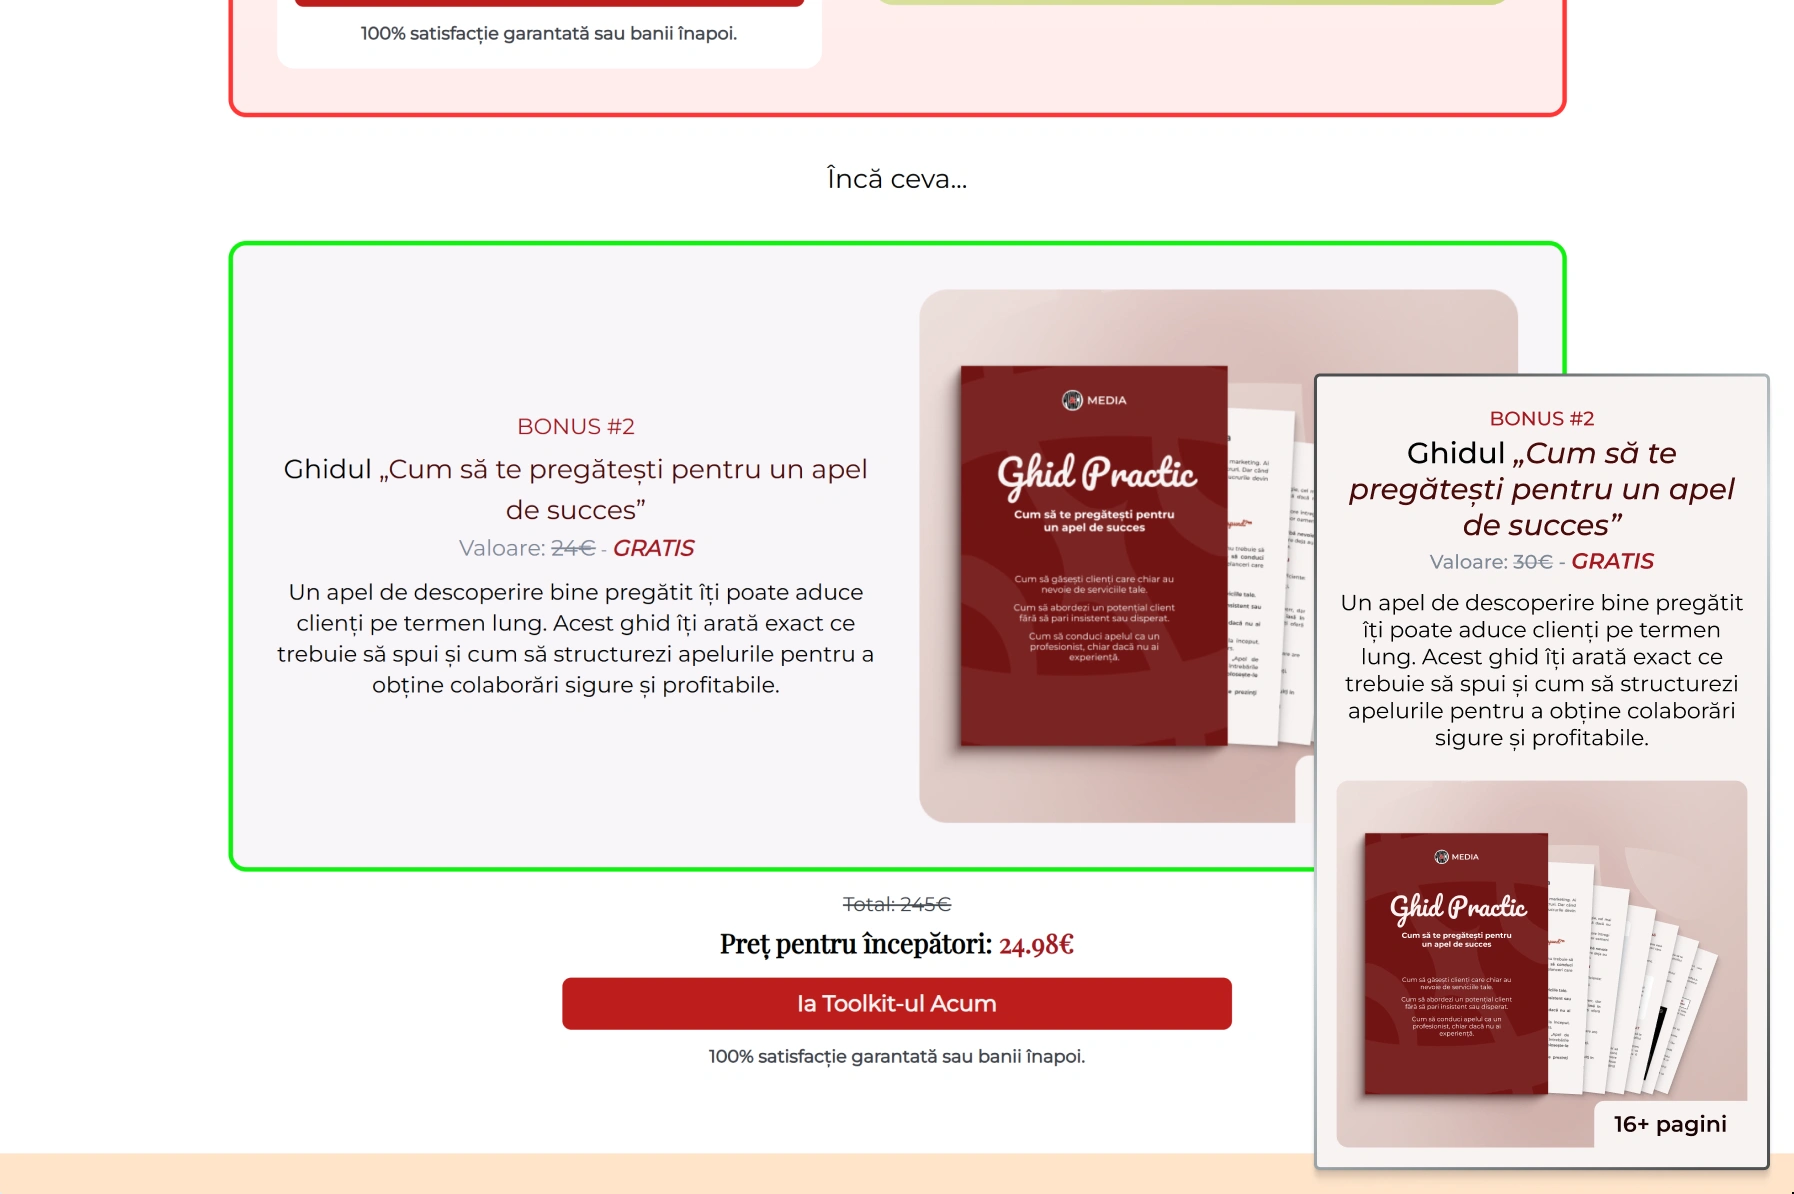 100% satisfacție garantată sau banii înapoi.
Încă ceva...
BONUS #2
Ghidul „Cum să te pregătești pentru un apel
de succes”
Valoare: 24€ - GRATIS
Un apel de descoperire bine pregătit îți poate aduce
clienți pe termen lung. Acest ghid îți arată exact ce
trebuie să spui și cum să structurezi apelurile pentru a
obține colaborări sigure și profitabile.
MEDIA
Ghid Practic
Cum să te pregătești pentru
un apel de succes
Cum să găsești clienți care chiar au
nevoie de serviciile tale.
Cum să abordezi un potențial client
fără să pari insistent sau disperat.
Cum să conduci apelul ca un
profesionist, chiar dacă nu ai
experiență.
Total: 245€
Preț pentru începători: 24.98€
Ia Toolkit-ul Acum
100% satisfacție garantată sau banii înapoi.
BONUS #2
Ghidul „Cum să te
pregătești pentru un apel
de succes”
Valoare: 30€ - GRATIS
Un apel de descoperire bine pregătit
îți poate aduce clienți pe termen
lung. Acest ghid îți arată exact ce
trebuie să spui și cum să structurezi
apelurile pentru a obține colaborări
sigure și profitabile.
MEDIA
Ghid Practic
Cum să te pregătești pentru
un apel de succes
Cum să găsești clienți care chiar au
nevoie de serviciile tale.
Cum să abordezi un potențial client
fără să pari insistent sau disperat.
Cum să conduci apelul ca un
profesionist, chiar dacă nu ai
experiență.
16+ pagini